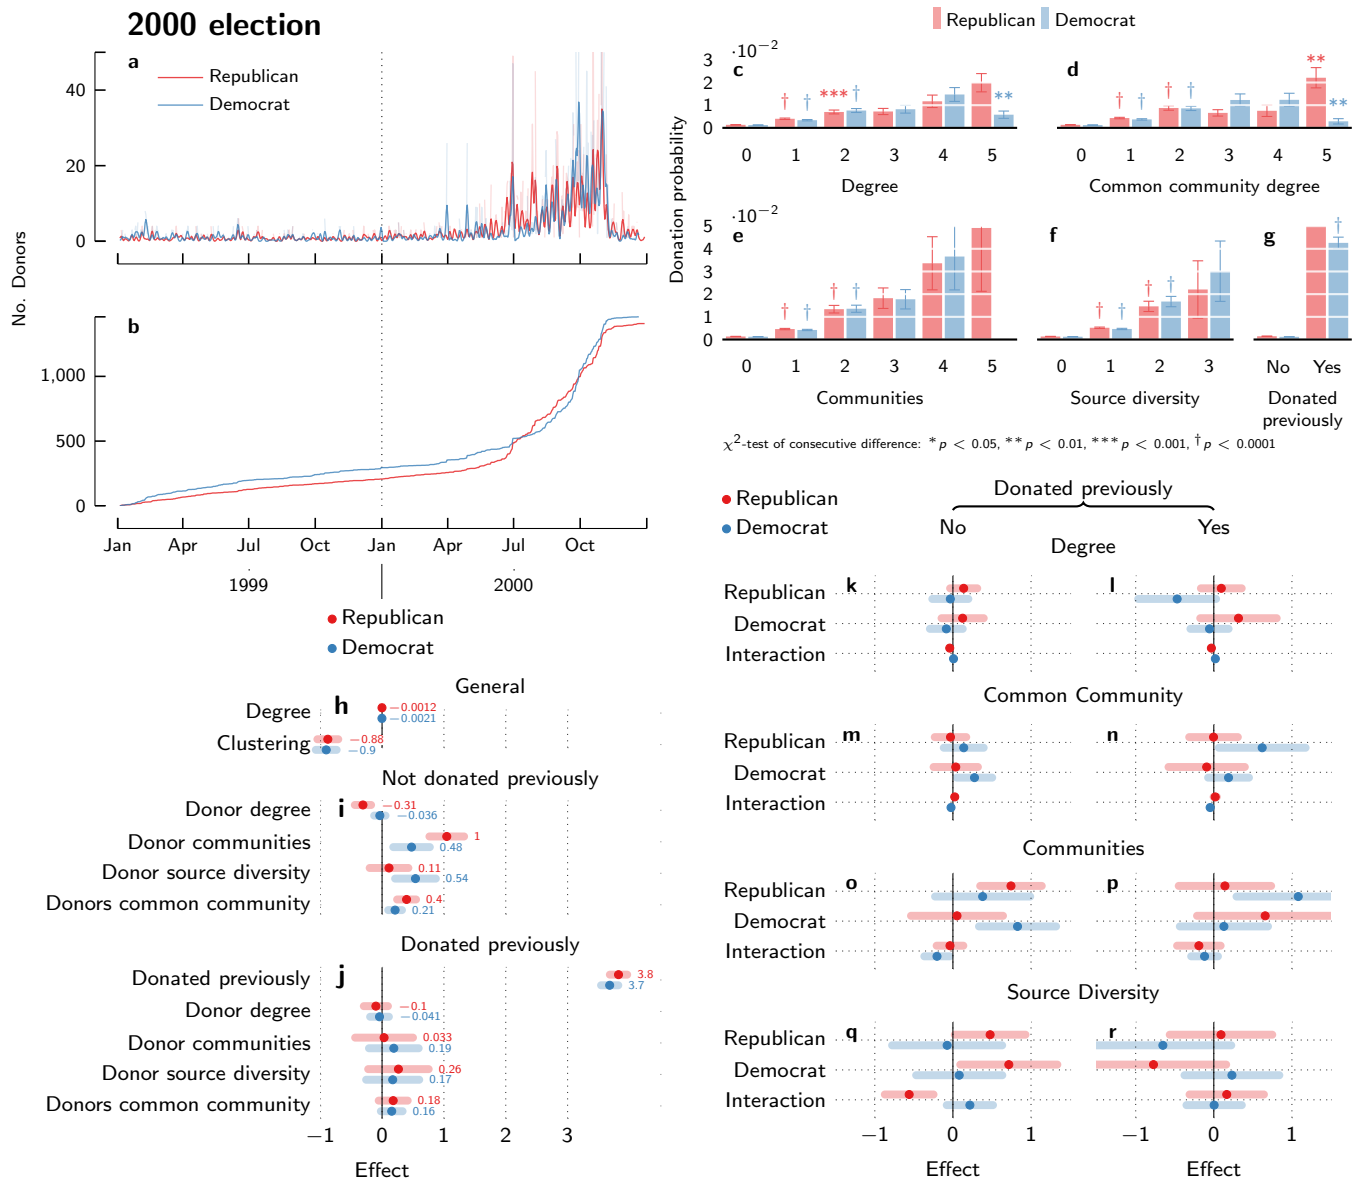 2000 election
a
Republican
Democrat
40
20
0
No. Donors
b
1,000
500
0
Jan Apr Jul Oct Jan Apr Jul Oct
1999 2000
Republican
Democrat
h General
Degree −0.0012
−0.0021
Clustering −0.88
−0.9
Not donated previously
i
Donor degree −0.31
−0.036
Donor communities 1
0.48
Donor source diversity 0.11
0.54
Donors common community 0.4
0.21
Donated previously
j
Donated previously 3.8
3.7
Donor degree −0.1
−0.041
Donor communities 0.033
0.19
Donor source diversity 0.26
0.17
Donors common community 0.18
0.16
−1 0 1 2 3
Effect
Republican Democrat
Donation probability
·10−2
3
2
1
0
c
† † *** † **
0 1 2 3 4 5
Degree
d
† † † † ** **
0 1 2 3 4 5
Common community degree
·10−2
5
4
3
2
1
0
e
† † † †
0 1 2 3 4 5
Communities
f
† † † †
0 1 2 3
Source diversity
g
†
No Yes
Donated
previously
χ2-test of consecutive difference: *p < 0.05, **p < 0.01, ***p < 0.001, †p < 0.0001
Republican
Democrat
Donated previously
No Yes
Degree
k l
Republican
Democrat
Interaction
−1 0 1 −1 0 1
Common Community
m n
Republican
Democrat
Interaction
Communities
o p
Republican
Democrat
Interaction
Source Diversity
q r
Republican
Democrat
Interaction
−1 0 1 −1 0 1
Effect Effect